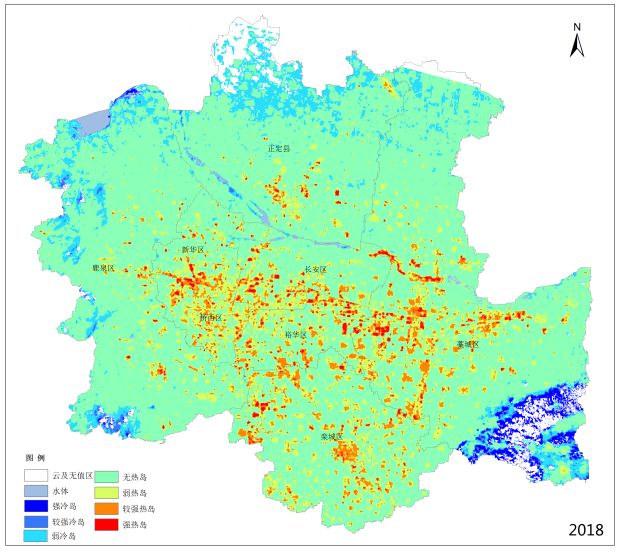 N
正定县
新华区
鹿泉区
长安区
桥西区
裕华区
藁城区
栾城区
图 例
云及无值区
无热岛
水体
弱热岛
强冷岛
较强热岛
较强冷岛
强热岛
弱冷岛
2018